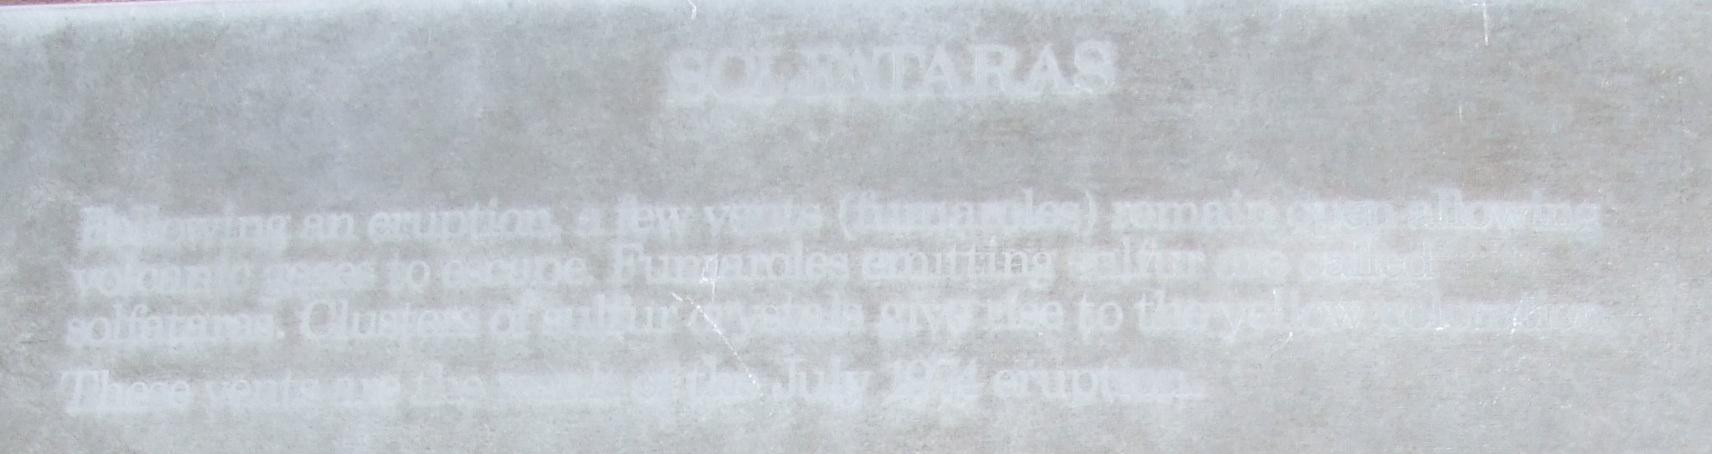 SOLFATARAS
Following an eruption, a few vents (fumaroles) remain open allowing
volcanic gases to escape. Fumaroles emitting sulfur are called
solfataras. Clusters of sulfur crystals give rise to the yellow coloration.
These vents are the result of the July 1974 eruption.